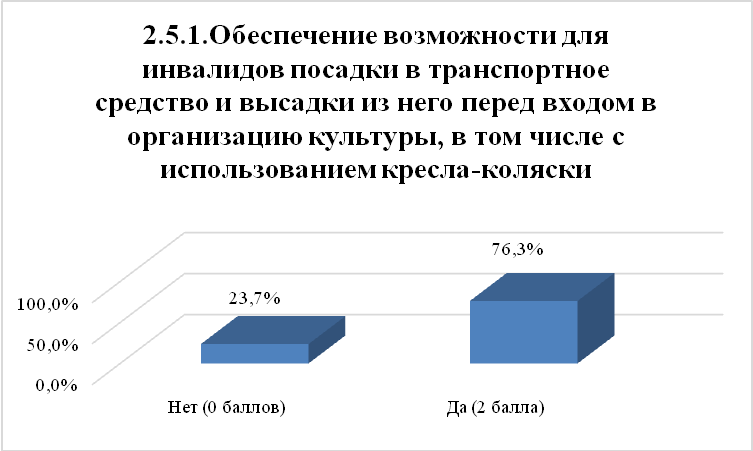 2.5.1.Обеспечение возможности для
инвалидов посадки в транспортное
средство и высадки из него перед входом в
организацию культуры, в том числе с
использованием кресла-коляски
76,3%
23,7%
100,0%
50,0%
0,0%
Нет (0 баллов)
Да (2 балла)